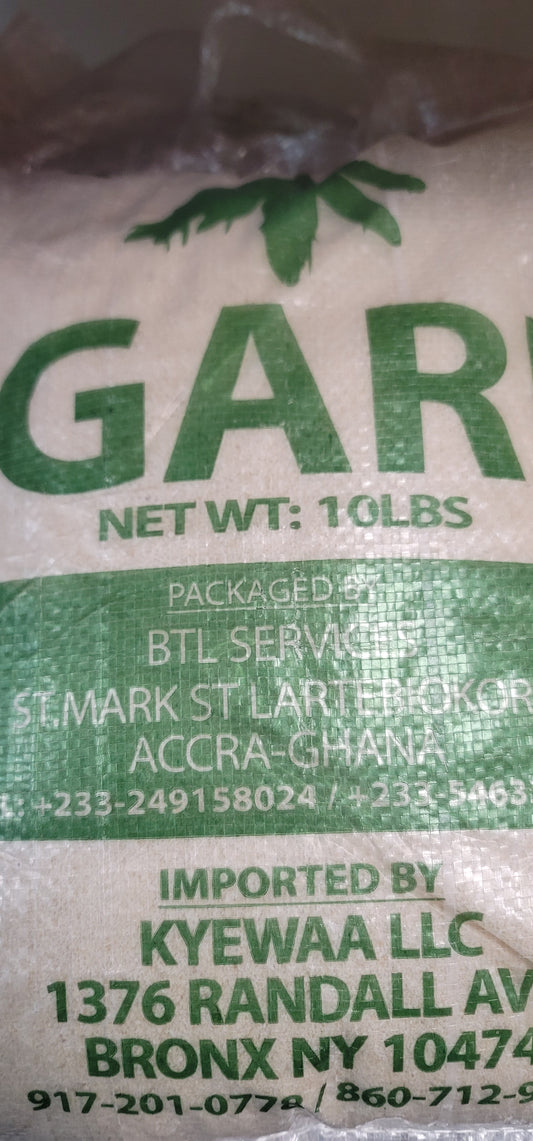 GARI
NET WT: 10LBS
PACKAGED BY
BTL SERVICES
ST.MARK ST LARTEBIOKOR
ACCRA-GHANA
.: +233-249158024 / +233-5463
IMPORTED BY
KYEWAA LLC
1376 RANDALL AV
BRONX NY 10474
917-201-0778 / 860-712-9